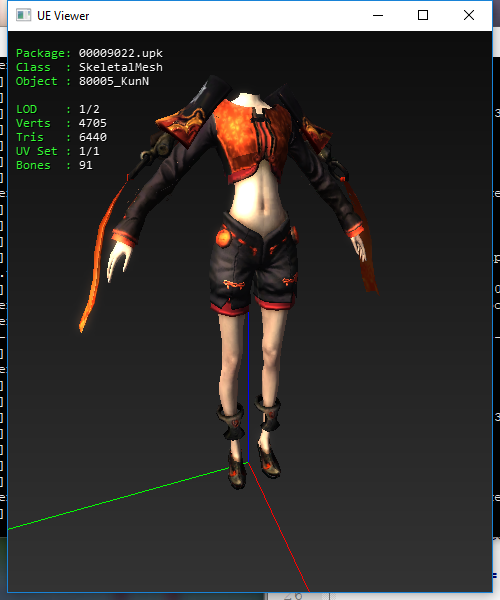 UE Viewer
Package: 00009022.upk
Class : SkeletalMesh
Object : 80005_KunN
LOD : 1/2
Verts : 4705
Tris : 6440
UV Set : 1/1
Bones : 91
26